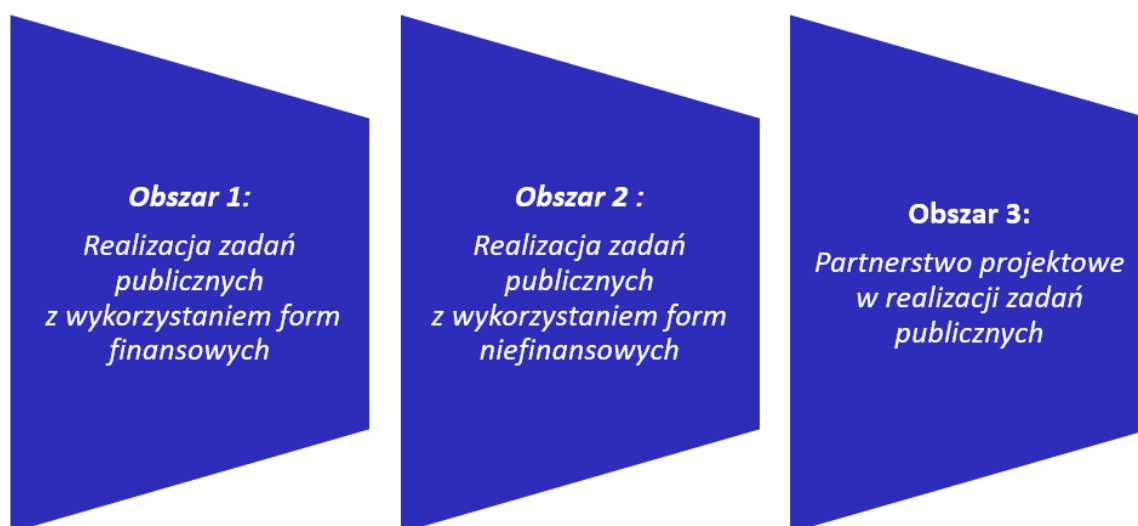 Obszar 1:
Realizacja zadań
publicznych
z wykorzystaniem form
finansowych
Obszar 2 :
Realizacja zadań
publicznych
z wykorzystaniem form
niefinansowych
Obszar 3:
Partnerstwo projektowe
w realizacji zadań
publicznych